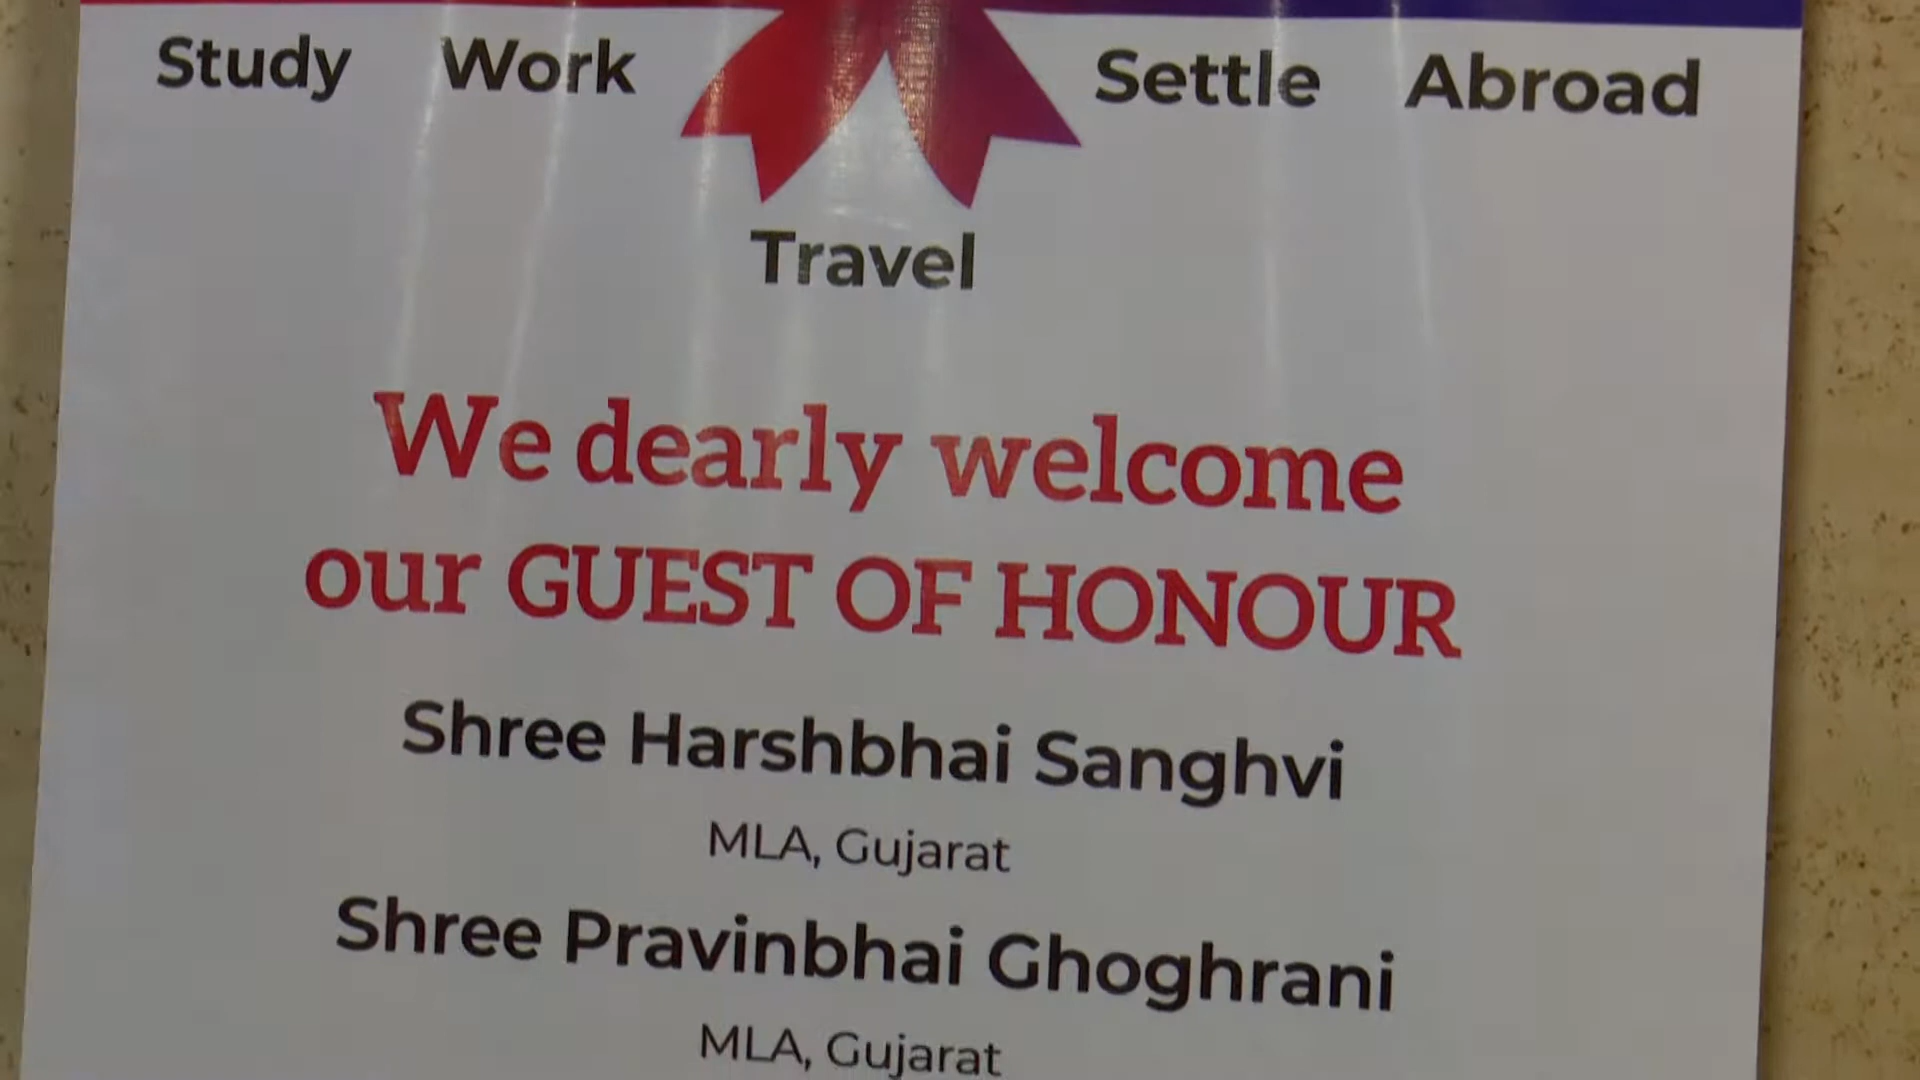 Study Work Settle Abroad
Travel
We dearly welcome
our GUEST OF HONOUR
Shree Harshbhai Sanghvi
MLA, Gujarat
Shree Pravinbhai Ghoghrani
MLA, Gujarat